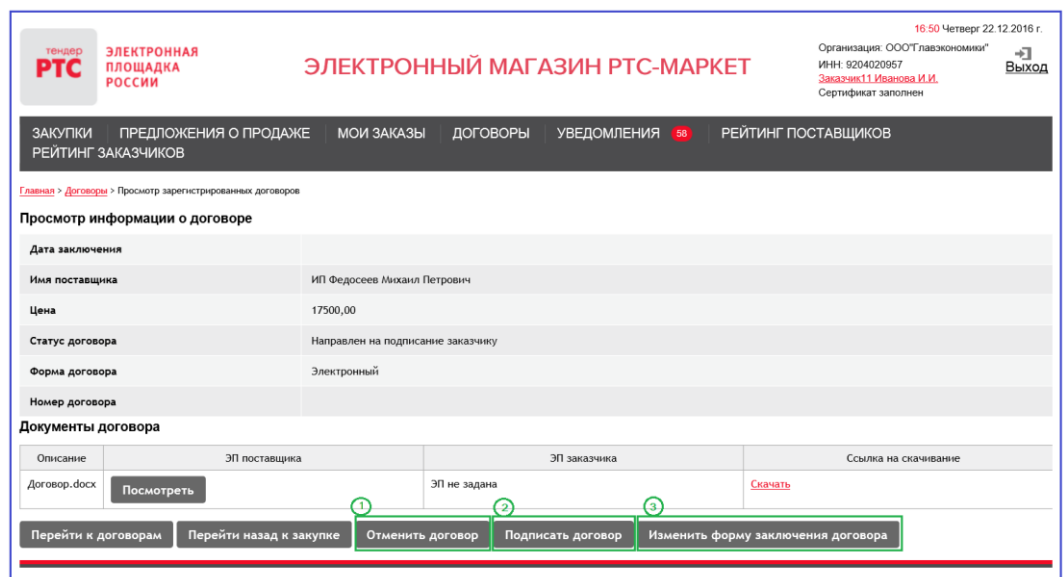 16:50 Четверг 22.12.2016 г.
тендер
РТС
ЭЛЕКТРОННАЯ
ПЛОЩАДКА
РОССИИ
ЭЛЕКТРОННЫЙ МАГАЗИН РТС-МАРКЕТ
Организация: ООО"Главэкономики"
ИНН: 9204020957
Заказчик11 Иванова И.И.
Сертификат заполнен
Выход
ЗАКУПКИ ПРЕДЛОЖЕНИЯ О ПРОДАЖЕ МОИ ЗАКАЗЫ ДОГОВОРЫ УВЕДОМЛЕНИЯ 58 РЕЙТИНГ ПОСТАВЩИКОВ
РЕЙТИНГ ЗАКАЗЧИКОВ
Главная > Договоры > Просмотр зарегистрированных договоров
Просмотр информации о договоре
Дата заключения
Имя поставщика ИП Федосеев Михаил Петрович
Цена 17500,00
Статус договора Направлен на подписание заказчику
Форма договора Электронный
Номер договора
Документы договора
Описание ЭП поставщика ЭП заказчика Ссылка на скачивание
Договор.docx Посмотреть ЭП не задана Скачать
1 2 3
Перейти к договорам Перейти назад к закупке Отменить договор Подписать договор Изменить форму заключения договора